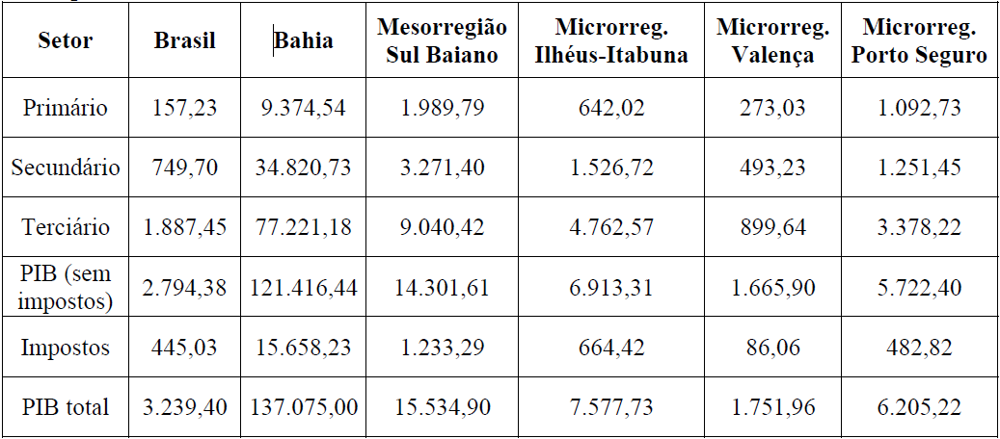 Setor Brasil Bahia Mesorregião Sul Baiano Microrreg. Ilhéus-Itabuna Microrreg. Valença Microrreg. Porto Seguro
Primário 157,23 9.374,54 1.989,79 642,02 273,03 1.092,73
Secundário 749,70 34.820,73 3.271,40 1.526,72 493,23 1.251,45
Terciário 1.887,45 77.221,18 9.040,42 4.762,57 899,64 3.378,22
PIB (sem impostos) 2.794,38 121.416,44 14.301,61 6.913,31 1.665,90 5.722,40
Impostos 445,03 15.658,23 1.233,29 664,42 86,06 482,82
PIB total 3.239,40 137.075,00 15.534,90 7.577,73 1.751,96 6.205,22